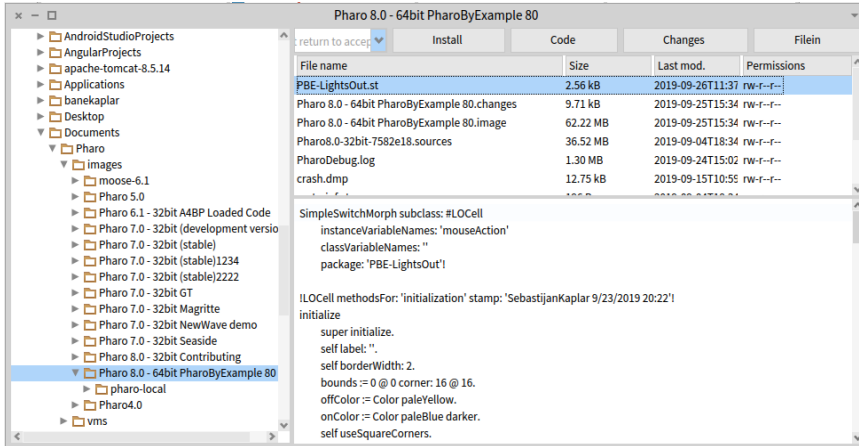 Pharo 8.0 - 64bit PharoByExample 80
AndroidStudioProjects
AngularProjects
apache-tomcat-8.5.14
Applications
banekaplar
Desktop
Documents
Pharo
images
moose-6.1
Pharo 5.0
Pharo 6.1 - 32bit A4BP Loaded Code
Pharo 7.0 - 32bit (development versio
Pharo 7.0 - 32bit (stable)
Pharo 7.0 - 32bit (stable)1234
Pharo 7.0 - 32bit (stable)2222
Pharo 7.0 - 32bit GT
Pharo 7.0 - 32bit Magritte
Pharo 7.0 - 32bit NewWave demo
Pharo 7.0 - 32bit Seaside
Pharo 8.0 - 32bit Contributing
Pharo 8.0 - 64bit PharoByExample 80
pharo-local
Pharo4.0
vms
return to accep Install Code Changes Filein
File name Size Last mod. Permissions
PBE-LightsOut.st 2.56 kB 2019-09-26T11:37 rw-r--r--
Pharo 8.0 - 64bit PharoByExample 80.changes 9.71 kB 2019-09-25T15:34 rw-r--r--
Pharo 8.0 - 64bit PharoByExample 80.image 62.22 MB 2019-09-25T15:34 rw-r--r--
Pharo8.0-32bit-7582e18.sources 36.52 MB 2019-09-04T18:34 rw-r--r--
PharoDebug.log 1.30 MB 2019-09-24T15:02 rw-r--r--
crash.dmp 12.75 kB 2019-09-15T10:59 rw-r--r--
SimpleSwitchMorph subclass: #LOCell
instanceVariableNames: 'mouseAction'
classVariableNames: ''
package: 'PBE-LightsOut'!
!LOCell methodsFor: 'initialization' stamp: 'SebastijanKaplar 9/23/2019 20:22'!
initialize
super initialize.
self label: ''.
self borderWidth: 2.
bounds := 0 @ 0 corner: 16 @ 16.
offColor := Color paleYellow.
onColor := Color paleBlue darker.
self useSquareCorners.